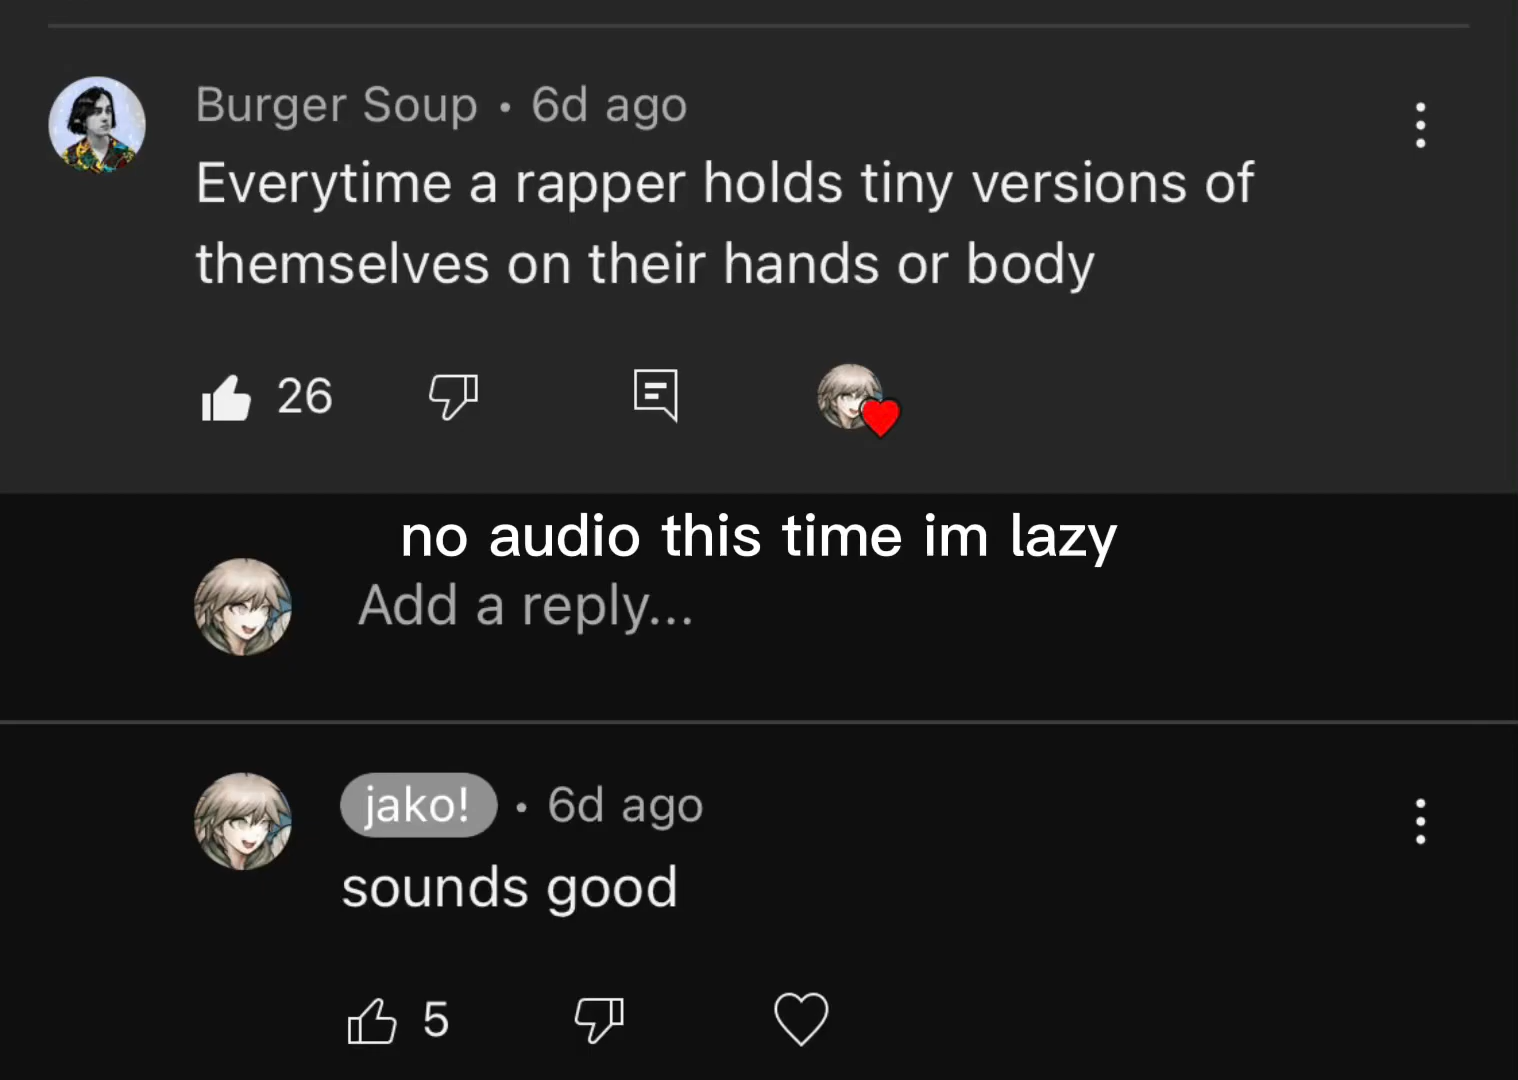 Burger Soup • 6d ago
Everytime a rapper holds tiny versions of
themselves on their hands or body
26
no audio this time im lazy
Add a reply...
jako! • 6d ago
sounds good
5